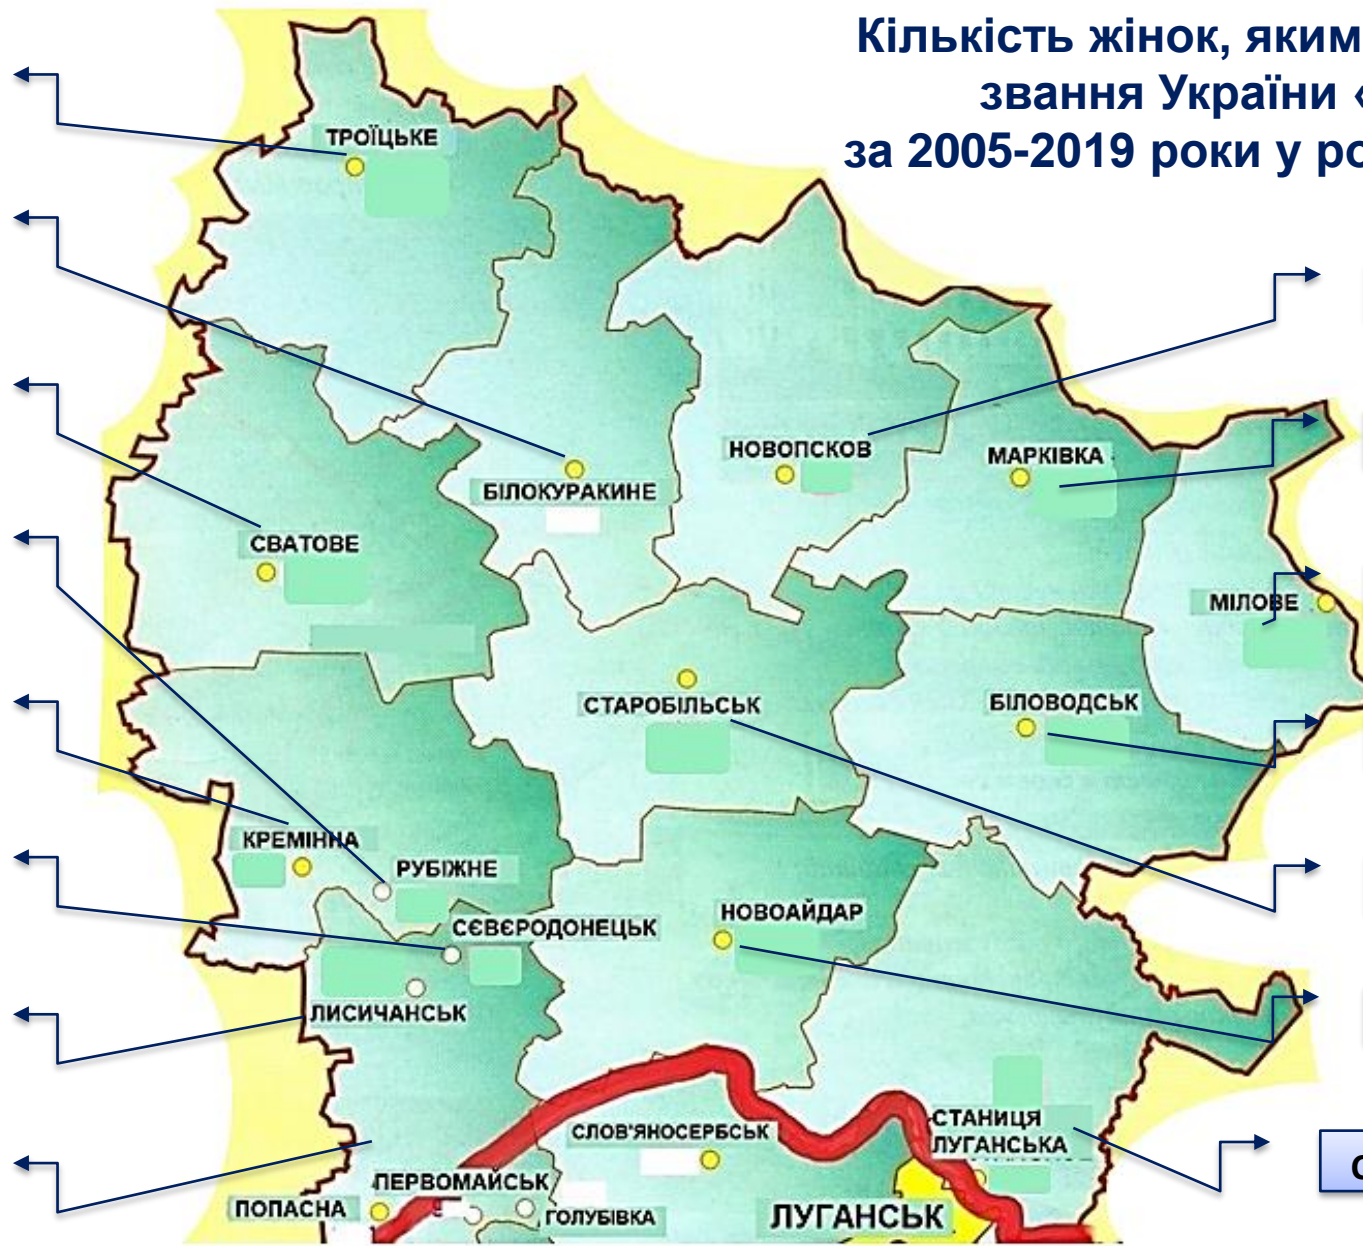 Кількість жінок, яким
звання України «
за 2005-2019 роки у
ТРОЇЦЬКЕ
НОВОПСКОВ
МАРКІВКА
БІЛОКУРАКИНЕ
СВАТОВЕ
МІЛОВЕ
СТАРОБІЛЬСЬК
БІЛОВОДСЬК
КРЕМІННА
РУБІЖНЕ
НОВОАЙДАР
СЄВЄРОДОНЕЦЬК
ЛИСИЧАНСЬК
СТАНИЦЯ
ЛУГАНСЬКА
СЛОВ'ЯНОСЕРБСЬК
ПЕРВОМАЙСЬК
ПОПАСНА
ГОЛУБІВКА
ЛУГАНСЬК